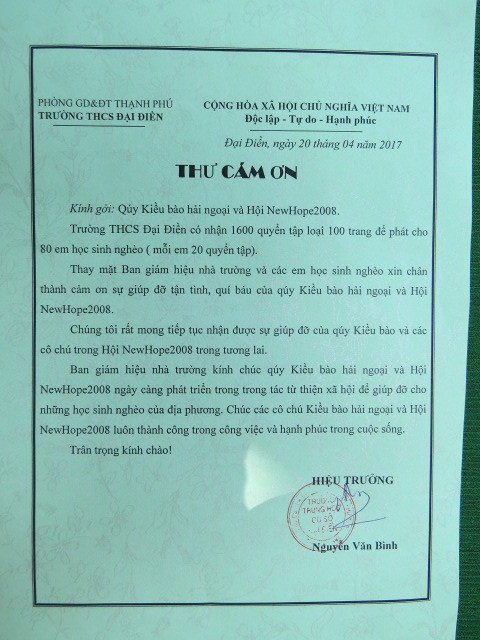 PHÒNG GD&ĐT THẠNH PHÚ
TRƯỜNG THCS ĐẠI ĐIỀN
CỘNG HÒA XÃ HỘI CHỦ NGHĨA VIỆT NAM
Độc lập - Tự do - Hạnh phúc
Đại Điền, ngày 20 tháng 04 năm 2017
THƯ CÁM ƠN
Kính gởi: Qúy Kiều bào hải ngoại và Hội NewHope2008.
Trường THCS Đại Điền có nhận 1600 quyển tập loại 100 trang để phát cho
80 em học sinh nghèo ( mỗi em 20 quyển tập).
Thay mặt Ban giám hiệu nhà trường và các em học sinh nghèo xin chân
thành cảm ơn sự giúp đỡ tận tình, quí báu của qúy Kiều bào hải ngoại và Hội
NewHope2008.
Chúng tôi rất mong tiếp tục nhận được sự giúp đỡ của qúy Kiều bào và các
cô chú trong Hội NewHope2008 trong tương lai.
Ban giám hiệu nhà trường kính chúc qúy Kiều bào hải ngoại và Hội
NewHope2008 ngày càng phát triển trong trong tác từ thiện xã hội để giúp đỡ cho
những học sinh nghèo của địa phương. Chúc các cô chú Kiều bào hải ngoại và Hội
NewHope2008 luôn thành công trong công việc và hạnh phúc trong cuộc sống.
Trân trọng kính chào!
HIỆU TRƯỞNG
TRƯỜNG
TRUNG HỌC
CƠ SỞ
Nguyễn Văn Bình